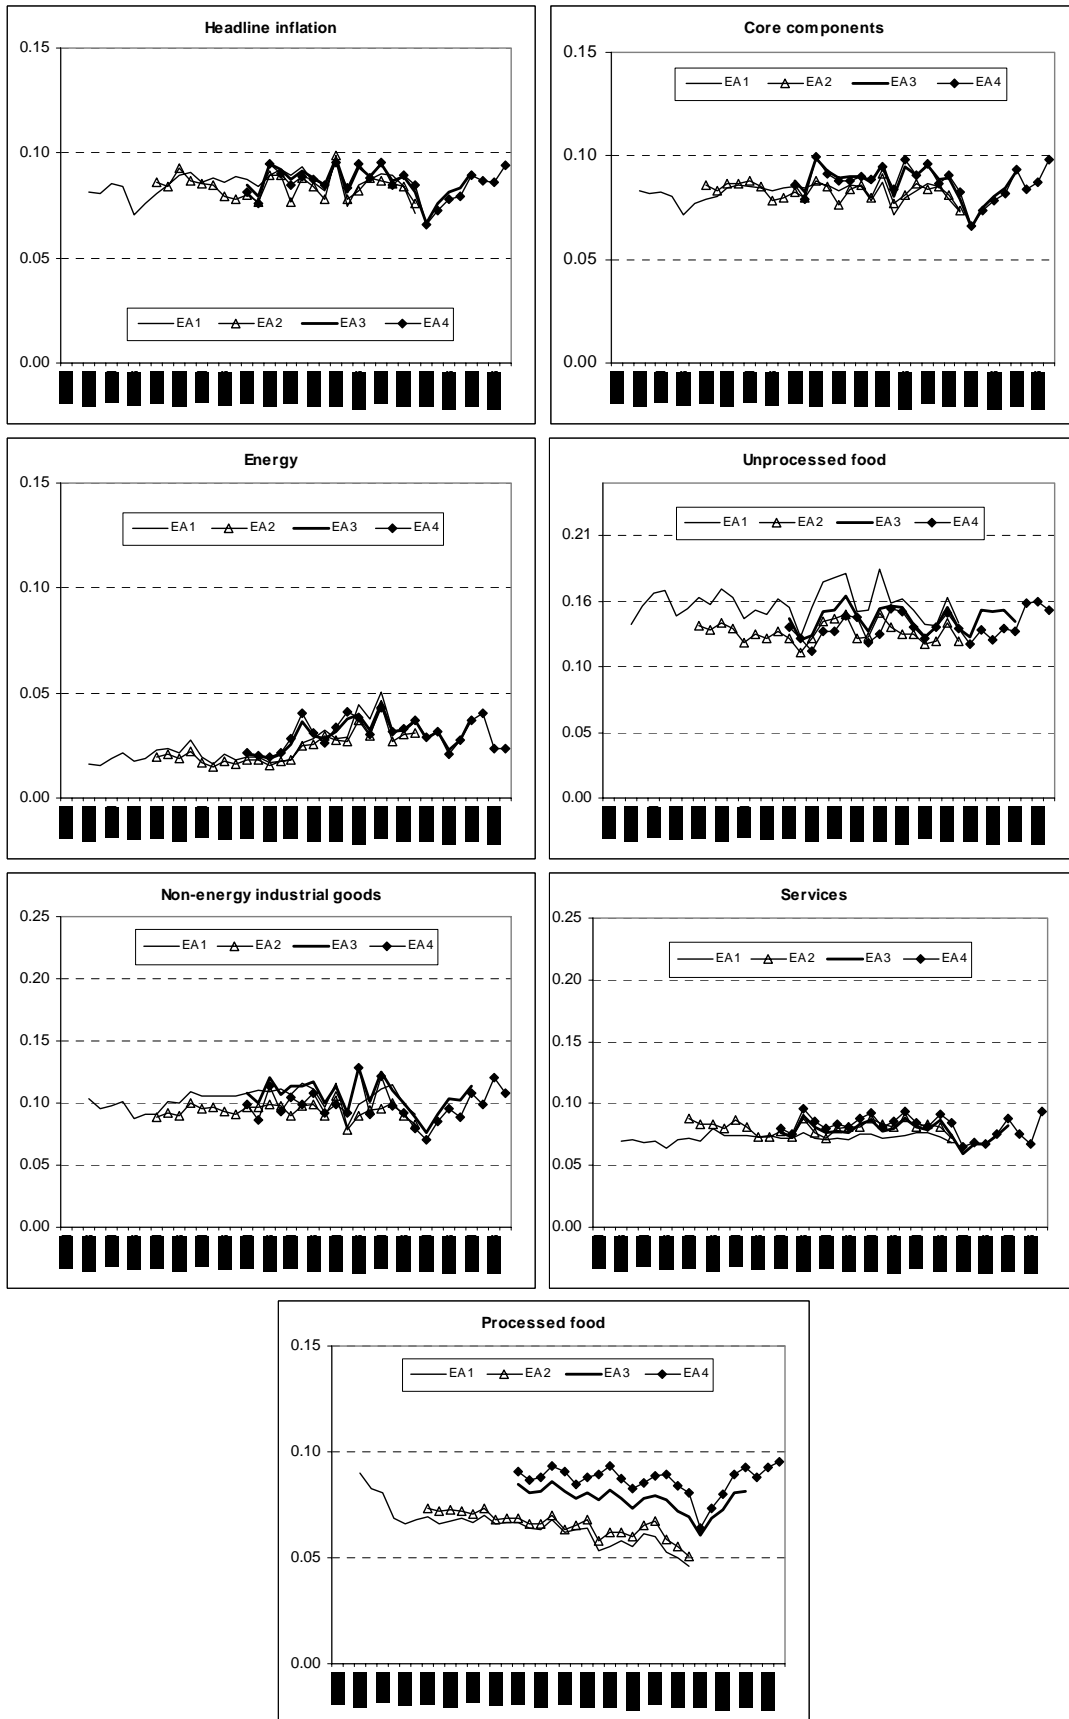 Headline inflation
0.15
0.10
0.05
0.00
EA1 EA2 EA3 EA4
Core components
0.15
0.10
0.05
0.00
EA1 EA2 EA3 EA4
Energy
0.15
0.10
0.05
0.00
EA1 EA2 EA3 EA4
Unprocessed food
0.21
0.16
0.10
0.05
0.00
EA1 EA2 EA3 EA4
Non-energy industrial goods
0.25
0.20
0.15
0.10
0.05
0.00
EA1 EA2 EA3 EA4
Services
0.25
0.20
0.15
0.10
0.05
0.00
EA1 EA2 EA3 EA4
Processed food
0.15
0.10
0.05
0.00
EA1 EA2 EA3 EA4